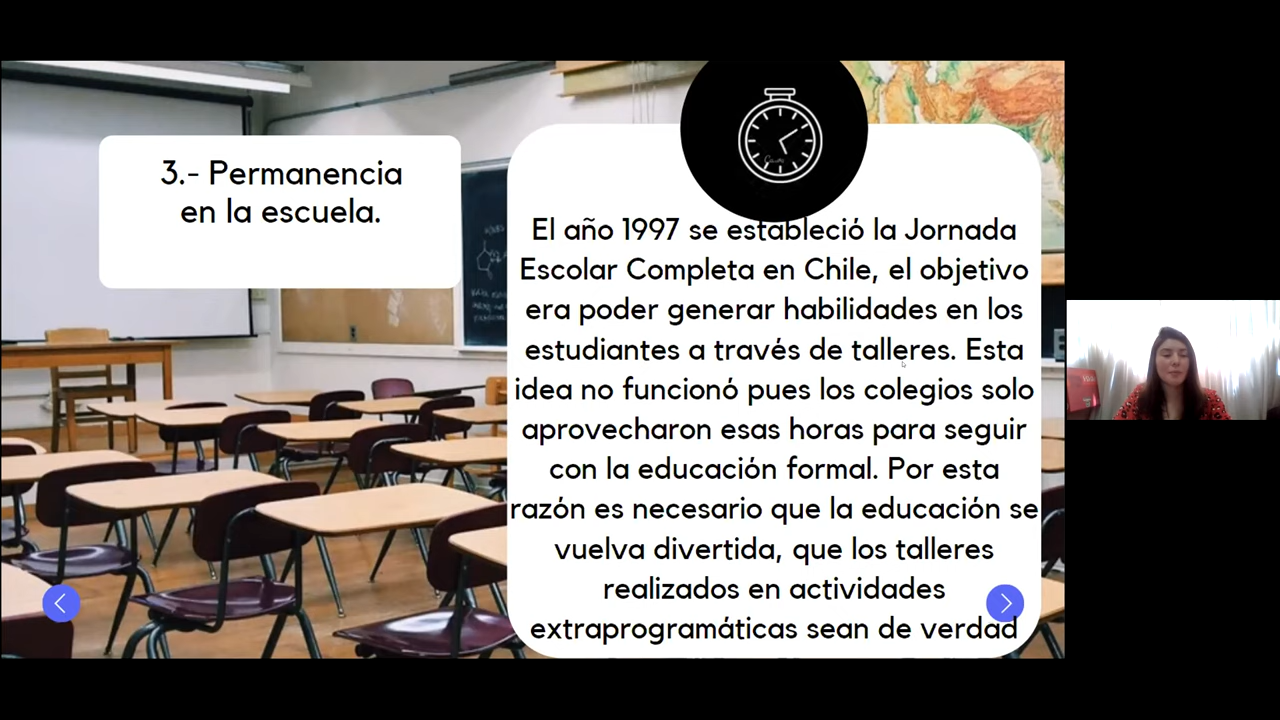 3.- Permanencia
en la escuela.
El año 1997 se estableció la Jornada
Escolar Completa en Chile, el objetivo
era poder generar habilidades en los
estudiantes a través de talleres. Esta
idea no funcionó pues los colegios solo
aprovecharon esas horas para seguir
con la educación formal. Por esta
razón es necesario que la educación se
vuelva divertida, que los talleres
realizados en actividades
extraprogramáticas sean de verdad